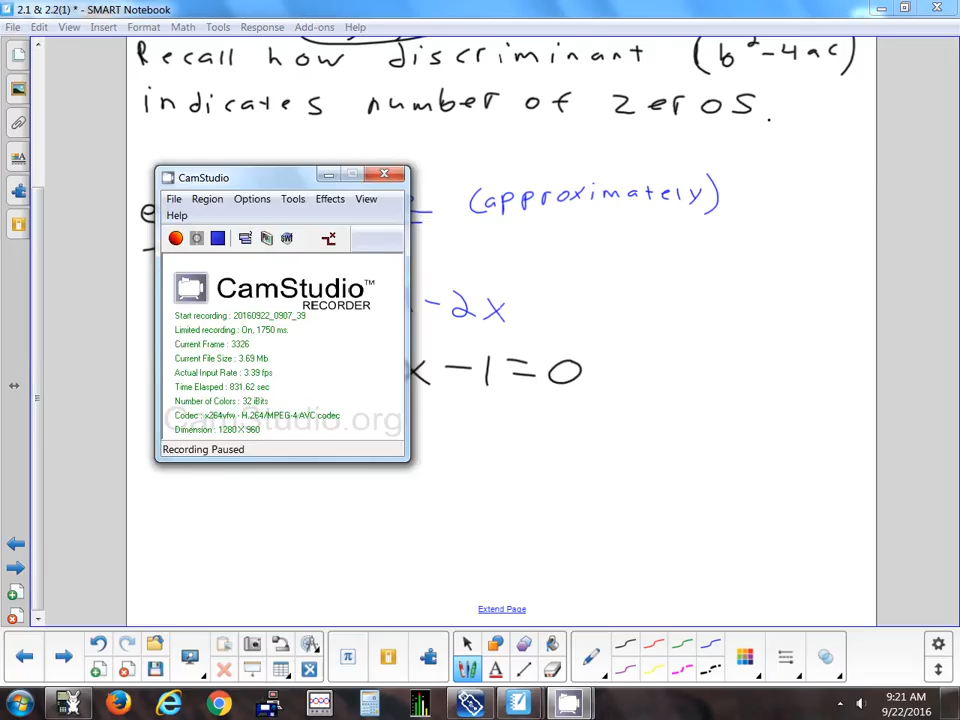 2.1 & 2.2(1) * - SMART Notebook
File Edit View Insert Format Math Tools Response Add-ons Help
Recall how discriminant (b²-4ac)
indicates number of zeros.
(approximately)
-2x
x -1=0
CamStudio
File Region Options Tools Effects View
Help
CamStudio™
RECORDER
Start recording : 20160922_0907_39
Limited recording : On, 1750 ms.
Current Frame : 3326
Current File Size : 3.69 Mb
Actual Input Rate : 3.39 fps
Time Elasped : 831.62 sec
Number of Colors : 32 iBits
Codec : x264vfw - H.264/MPEG-4 AVC codec
Dimension : 1280 X 960
CamStudio.org
Recording Paused
Extend Page
9:21 AM
9/22/2016